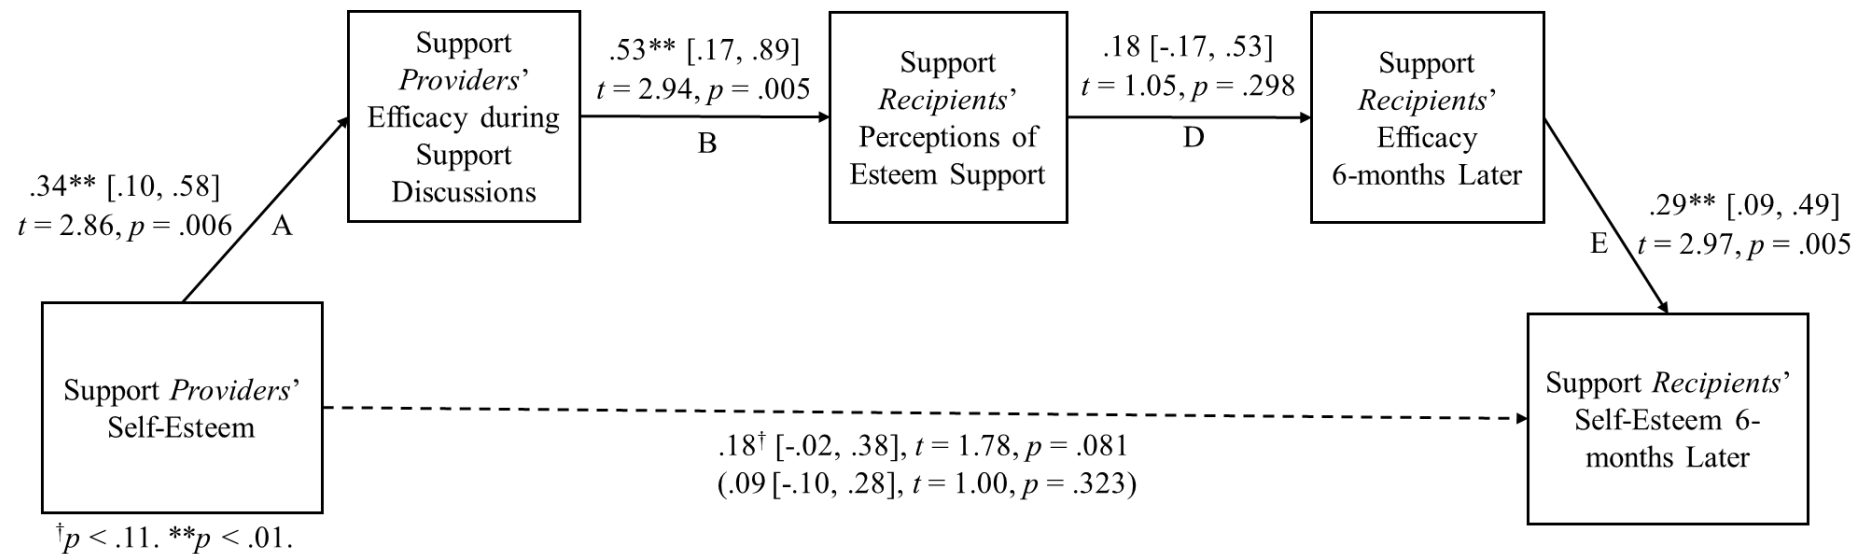 Support
Providers’
Efficacy during
Support
Discussions
.53** [.17, .89]
t = 2.94, p = .005
B
Support
Recipients’
Perceptions of
Esteem Support
.18 [-.17, .53]
t = 1.05, p = .298
D
Support
Recipients’
Efficacy
6-months Later
.34** [.10, .58]
t = 2.86, p = .006
A
.29** [.09, .49]
t = 2.97, p = .005
E
Support Providers’
Self-Esteem
.18† [-.02, .38], t = 1.78, p = .081
(.09 [-.10, .28], t = 1.00, p = .323)
Support Recipients’
Self-Esteem 6-
months Later
†p < .11. **p < .01.